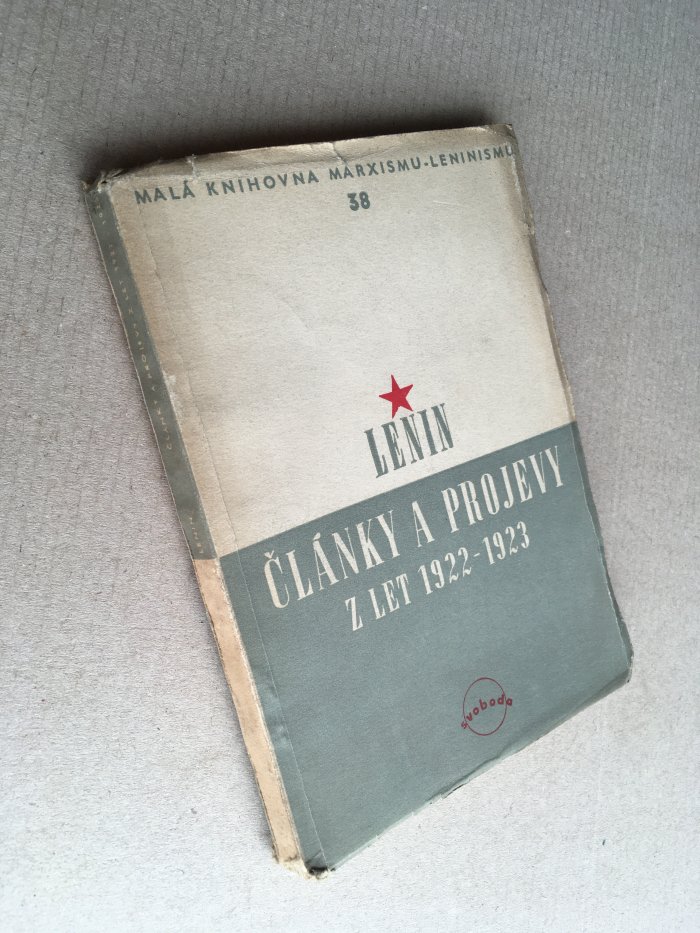 MALÁ KNIHOVNA MARXISMU-LENINISMU
38
LENIN
ČLÁNKY A PROJEVY
Z LET 1922-1923
svoboda